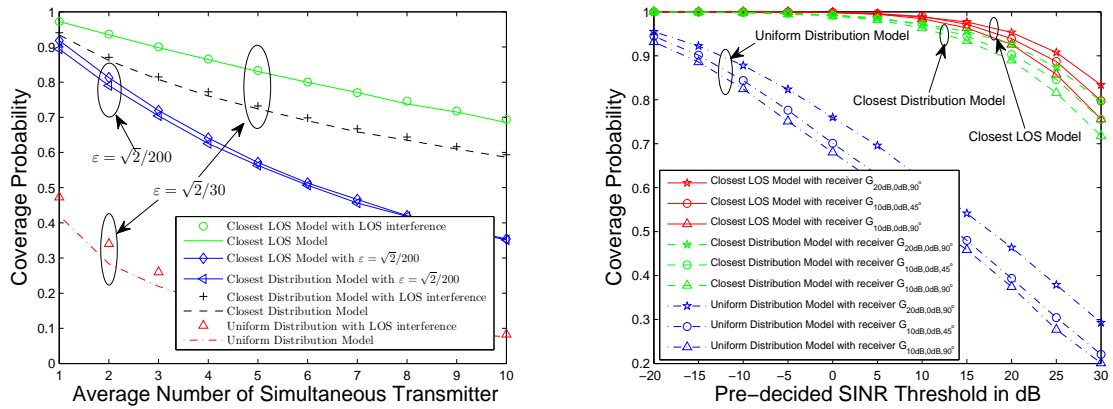 Coverage Probability
1
0.9
0.8
0.7
0.6
0.5
0.4
0.3
0.2
0.1
0
ε = √2/200
ε = √2/30
Closest LOS Model with LOS interference
Closest LOS Model
Closest LOS Model with ε = √2/200
Closest Distribution Model with ε = √2/200
Closest Distribution Model with LOS interference
Closest Distribution Model
Uniform Distribution with LOS interference
Uniform Distribution Model
1 2 3 4 5 6 7 8 9 10
Average Number of Simultaneous Transmitter
Coverage Probability
1
0.9
0.8
0.7
0.6
0.5
0.4
0.3
0.2
Uniform Distribution Model
Closest Distribution Model
Closest LOS Model
Closest LOS Model with receiver G20dB,0dB,90°
Closest LOS Model with receiver G10dB,0dB,45°
Closest LOS Model with receiver G10dB,0dB,90°
Closest Distribution Model with receiver G20dB,0dB,90°
Closest Distribution Model with receiver G10dB,0dB,45°
Closest Distribution Model with receiver G10dB,0dB,90°
Uniform Distribution Model with receiver G20dB,0dB,90°
Uniform Distribution Model with receiver G10dB,0dB,45°
Uniform Distribution Model with receiver G10dB,0dB,90°
−20 −15 −10 −5 0 5 10 15 20 25 30
Pre−decided SINR Threshold in dB